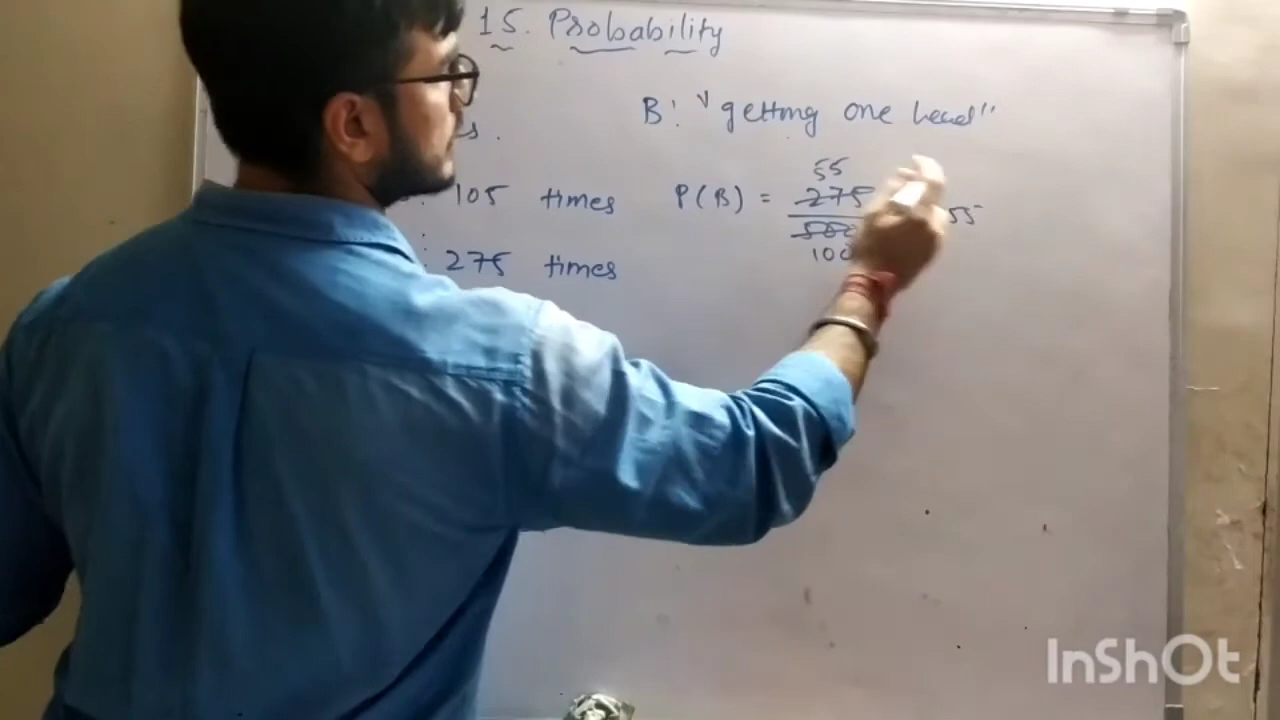 15. Probability
B: "getting one head"
s.
: 105 times
P(B) =
55
275
500
100
55
: 275 times
InShOt